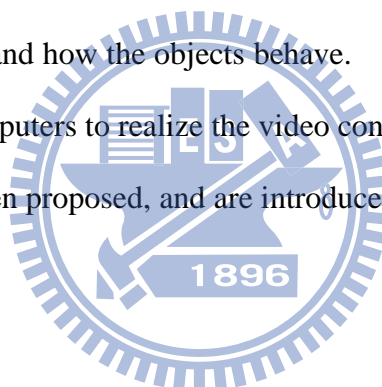 and how the objects behave.
puters to realize the video con
en proposed, and are introduce
E S A
1896